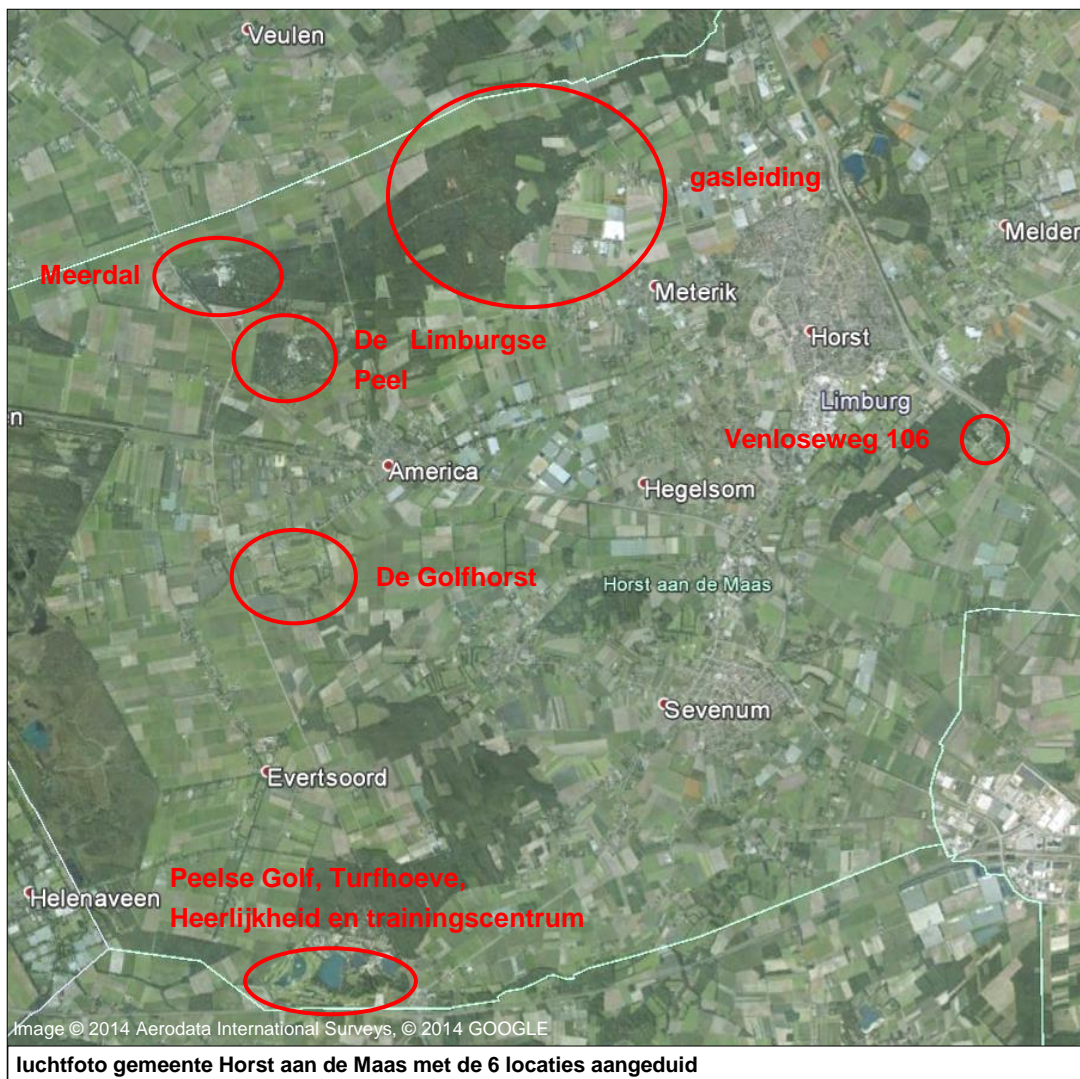 Veulen
gasleiding
Melder
Meerdal
Meterik
De Limburgse
Peel
Horst
Limburg
n
Venloseweg 106
America
Hegelsom
De Golfhorst
Horst aan de Maas
Sevenum
Evertsoord
Peelse Golf, Turfhoeve,
Helenaveen
Heerlijkheid en trainingscentrum
Image © 2014 Aerodata International Surveys, © 2014 GOOGLE
luchtfoto gemeente Horst aan de Maas met de 6 locaties aangeduid